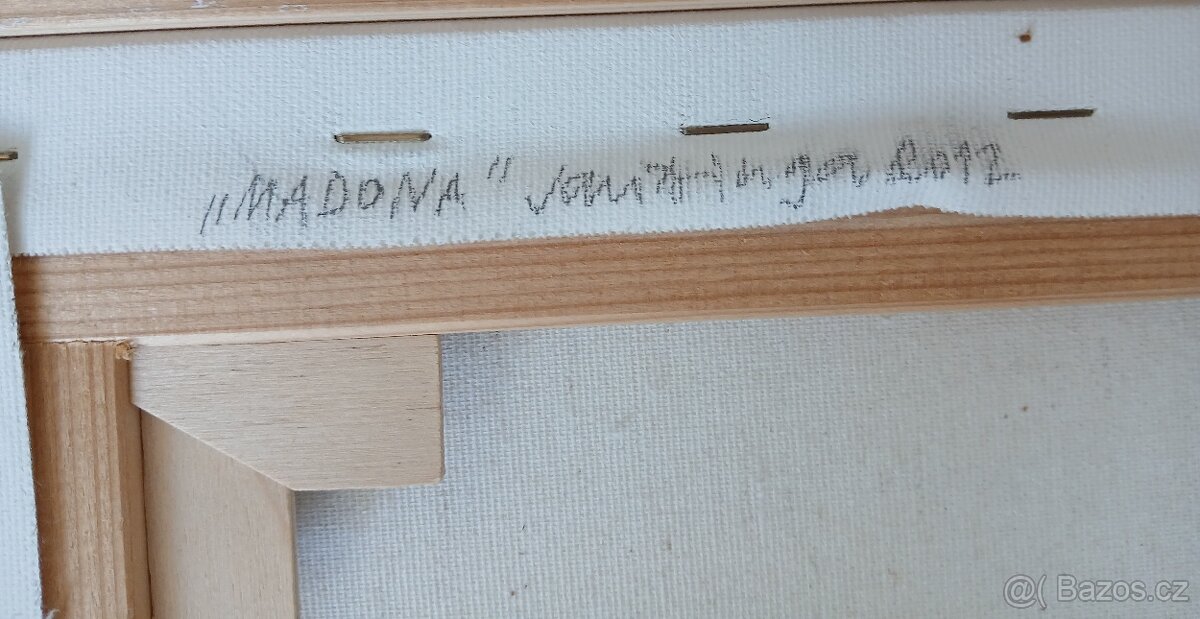 „MADONA" 2012
@( Bazos.cz